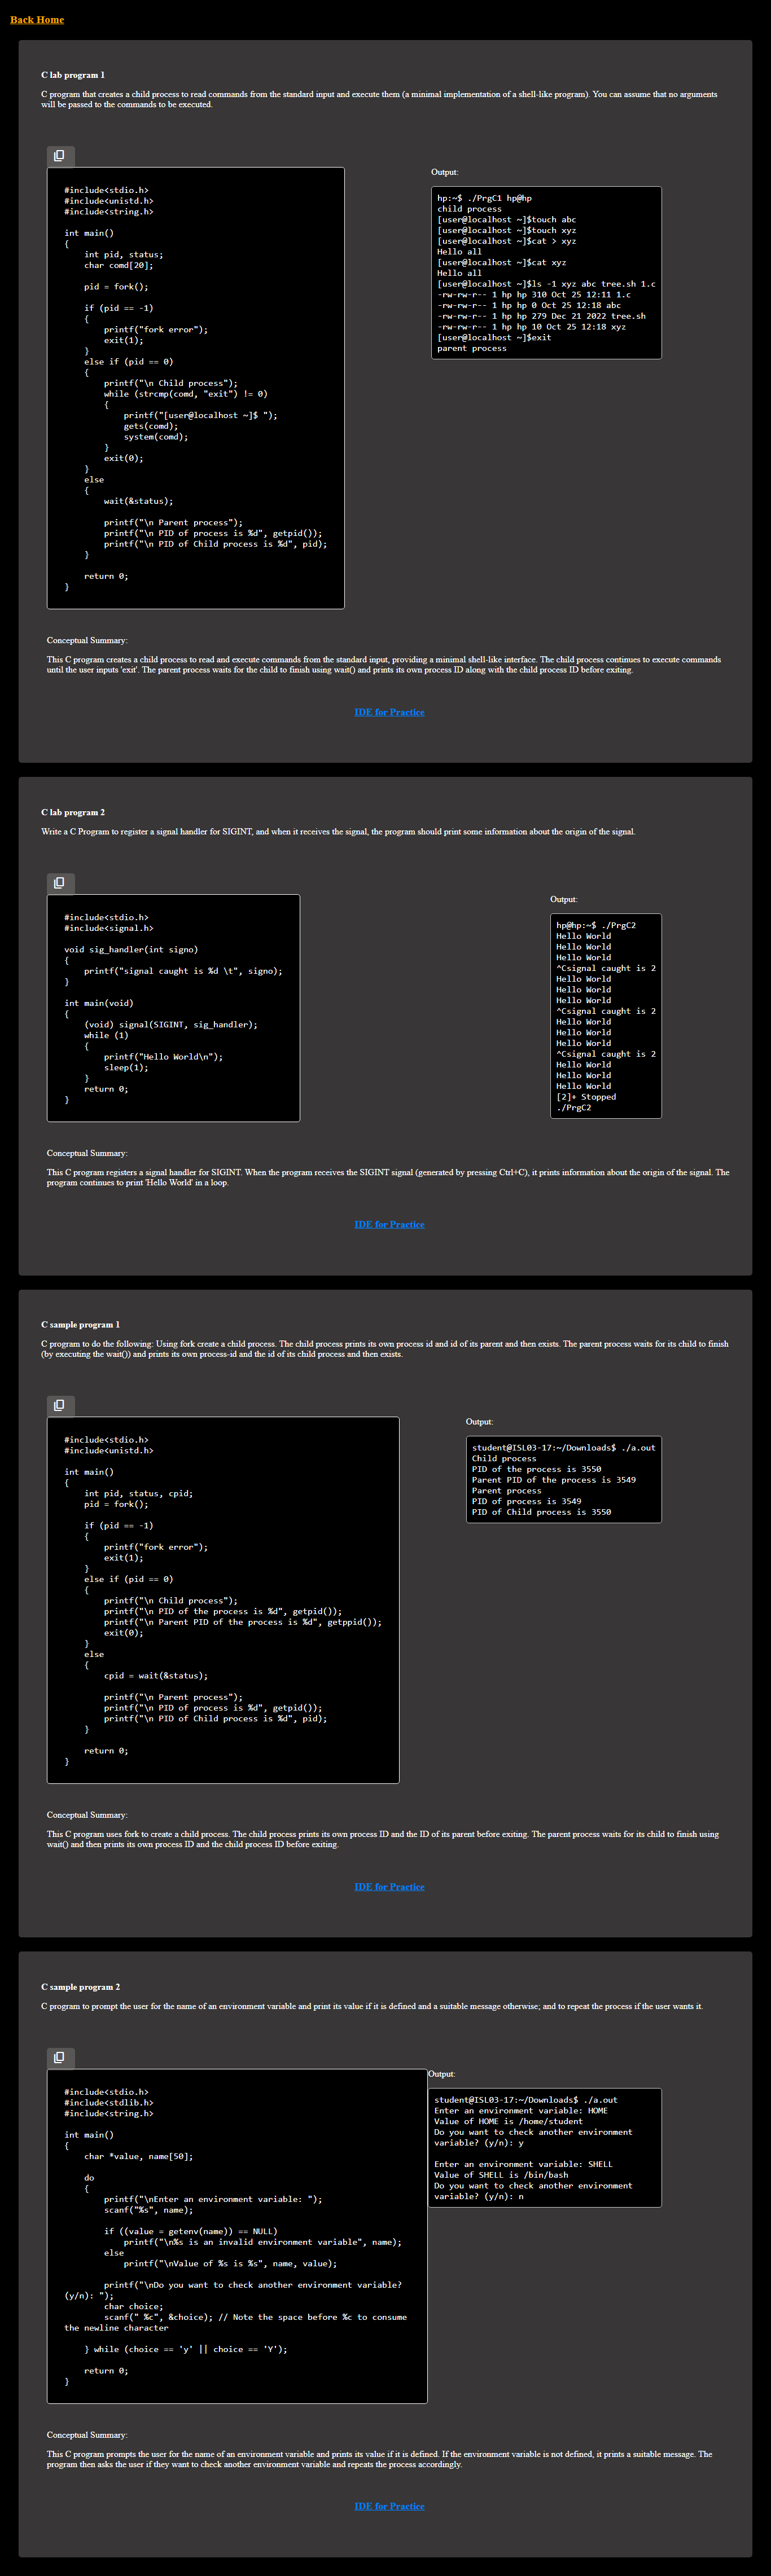 Back Home
C lab program 1
C program that creates a child process to read commands from the standard input and execute them (a minimal implementation of a shell-like program). You can assume that no arguments
will be passed to the commands to be executed.
#include<stdio.h>
#include<unistd.h>
#include<string.h>

int main()
{
    int pid, status;
    char comd[20];

    pid = fork();

    if (pid == -1)
    {
        printf("fork error");
        exit(1);
    }
    else if (pid == 0)
    {
        printf("\n Child process");
        while (strcmp(comd, "exit") != 0)
        {
            printf("[user@localhost ~]$ ");
            gets(comd);
            system(comd);
        }
        exit(0);
    }
    else
    {
        wait(&status);

        printf("\n Parent process");
        printf("\n PID of process is %d", getpid());
        printf("\n PID of Child process is %d", pid);
    }

    return 0;
}
Output:
hp:~$ ./PrgC1 hp@hp
child process
[user@localhost ~]$touch abc
[user@localhost ~]$touch xyz
[user@localhost ~]$cat > xyz
Hello all
[user@localhost ~]$cat xyz
Hello all
[user@localhost ~]$ls -1 xyz abc tree.sh 1.c
-rw-rw-r-- 1 hp hp 310 Oct 25 12:11 1.c
-rw-rw-r-- 1 hp hp 0 Oct 25 12:18 abc
-rw-rw-r-- 1 hp hp 279 Dec 21 2022 tree.sh
-rw-rw-r-- 1 hp hp 10 Oct 25 12:18 xyz
[user@localhost ~]$exit
parent process
Conceptual Summary:
This C program creates a child process to read and execute commands from the standard input, providing a minimal shell-like interface. The child process continues to execute commands
until the user inputs 'exit'. The parent process waits for the child to finish using wait() and prints its own process ID along with the child process ID before exiting.
IDE for Practice
C lab program 2
Write a C Program to register a signal handler for SIGINT, and when it receives the signal, the program should print some information about the origin of the signal.
#include<stdio.h>
#include<signal.h>

void sig_handler(int signo)
{
    printf("signal caught is %d \t", signo);
}

int main(void)
{
    (void) signal(SIGINT, sig_handler);
    while (1)
    {
        printf("Hello World\n");
        sleep(1);
    }
    return 0;
}
Output:
hp@hp:~$ ./PrgC2
Hello World
Hello World
Hello World
^Csignal caught is 2
Hello World
Hello World
Hello World
^Csignal caught is 2
Hello World
Hello World
Hello World
^Csignal caught is 2
Hello World
Hello World
Hello World
[2]+ Stopped
./PrgC2
Conceptual Summary:
This C program registers a signal handler for SIGINT. When the program receives the SIGINT signal (generated by pressing Ctrl+C), it prints information about the origin of the signal. The
program continues to print 'Hello World' in a loop.
IDE for Practice
C sample program 1
C program to do the following: Using fork create a child process. The child process prints its own process id and id of its parent and then exists. The parent process waits for its child to finish
(by executing the wait()) and prints its own process-id and the id of its child process and then exists.
#include<stdio.h>
#include<unistd.h>

int main()
{
    int pid, status, cpid;
    pid = fork();

    if (pid == -1)
    {
        printf("fork error");
        exit(1);
    }
    else if (pid == 0)
    {
        printf("\n Child process");
        printf("\n PID of the process is %d", getpid());
        printf("\n Parent PID of the process is %d", getppid());
        exit(0);
    }
    else
    {
        cpid = wait(&status);

        printf("\n Parent process");
        printf("\n PID of process is %d", getpid());
        printf("\n PID of Child process is %d", pid);
    }

    return 0;
}
Output:
student@ISL03-17:~/Downloads$ ./a.out
Child process
PID of the process is 3550
Parent PID of the process is 3549
Parent process
PID of process is 3549
PID of Child process is 3550
Conceptual Summary:
This C program uses fork to create a child process. The child process prints its own process ID and the ID of its parent before exiting. The parent process waits for its child to finish using
wait() and then prints its own process ID and the child process ID before exiting.
IDE for Practice
C sample program 2
C program to prompt the user for the name of an environment variable and print its value if it is defined and a suitable message otherwise; and to repeat the process if the user wants it.
#include<stdio.h>
#include<stdlib.h>
#include<string.h>

int main()
{
    char *value, name[50];

    do
    {
        printf("\nEnter an environment variable: ");
        scanf("%s", name);

        if ((value = getenv(name)) == NULL)
            printf("\n%s is an invalid environment variable", name);
        else
            printf("\nValue of %s is %s", name, value);

        printf("\nDo you want to check another environment variable?
(y/n): ");
        char choice;
        scanf(" %c", &choice); // Note the space before %c to consume
the newline character

    } while (choice == 'y' || choice == 'Y');

    return 0;
}
Output:
student@ISL03-17:~/Downloads$ ./a.out
Enter an environment variable: HOME
Value of HOME is /home/student
Do you want to check another environment
variable? (y/n): y

Enter an environment variable: SHELL
Value of SHELL is /bin/bash
Do you want to check another environment
variable? (y/n): n
Conceptual Summary:
This C program prompts the user for the name of an environment variable and prints its value if it is defined. If the environment variable is not defined, it prints a suitable message. The
program then asks the user if they want to check another environment variable and repeats the process accordingly.
IDE for Practice